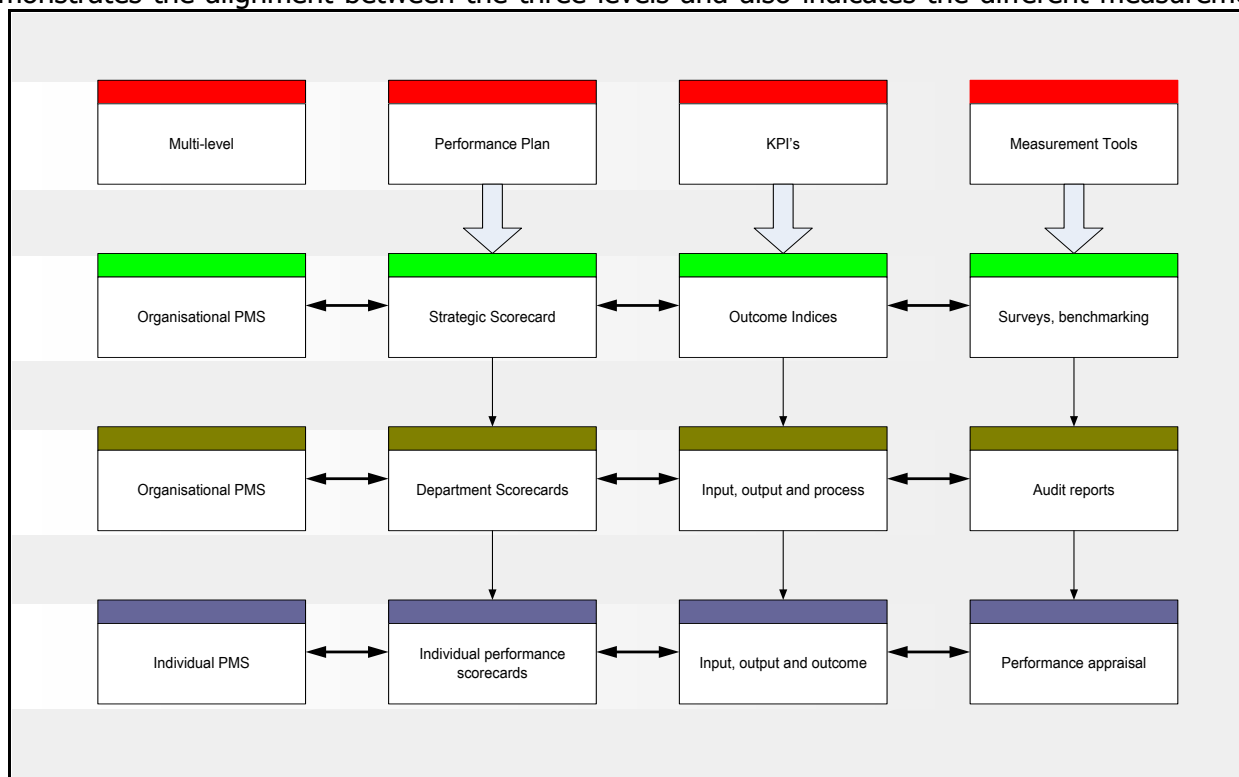 monstrates the alignment between the three levels and also indicates the different measureme
Multi-level
Performance Plan
KPI's
Measurement Tools
Organisational PMS
Strategic Scorecard
Outcome Indices
Surveys, benchmarking
Organisational PMS
Department Scorecards
Input, output and process
Audit reports
Individual PMS
Individual performance
scorecards
Input, output and outcome
Performance appraisal